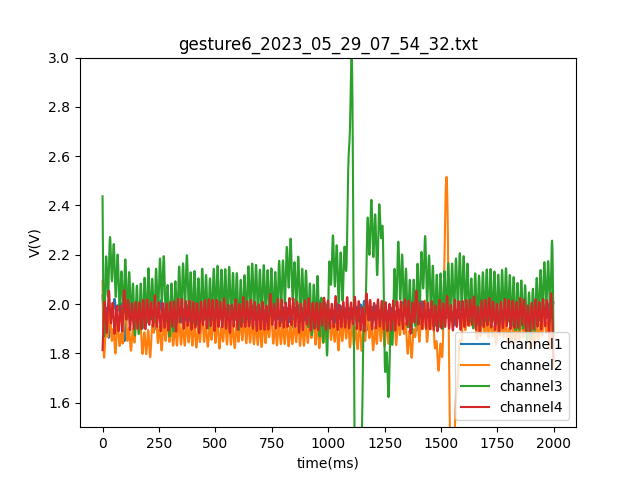 gesture6_2023_05_29_07_54_32.txt
3.0
2.8
2.6
2.4
2.2
2.0
1.8
1.6
V(V)
0 250 500 750 1000 1250 1500 1750 2000
time(ms)
channel1
channel2
channel3
channel4